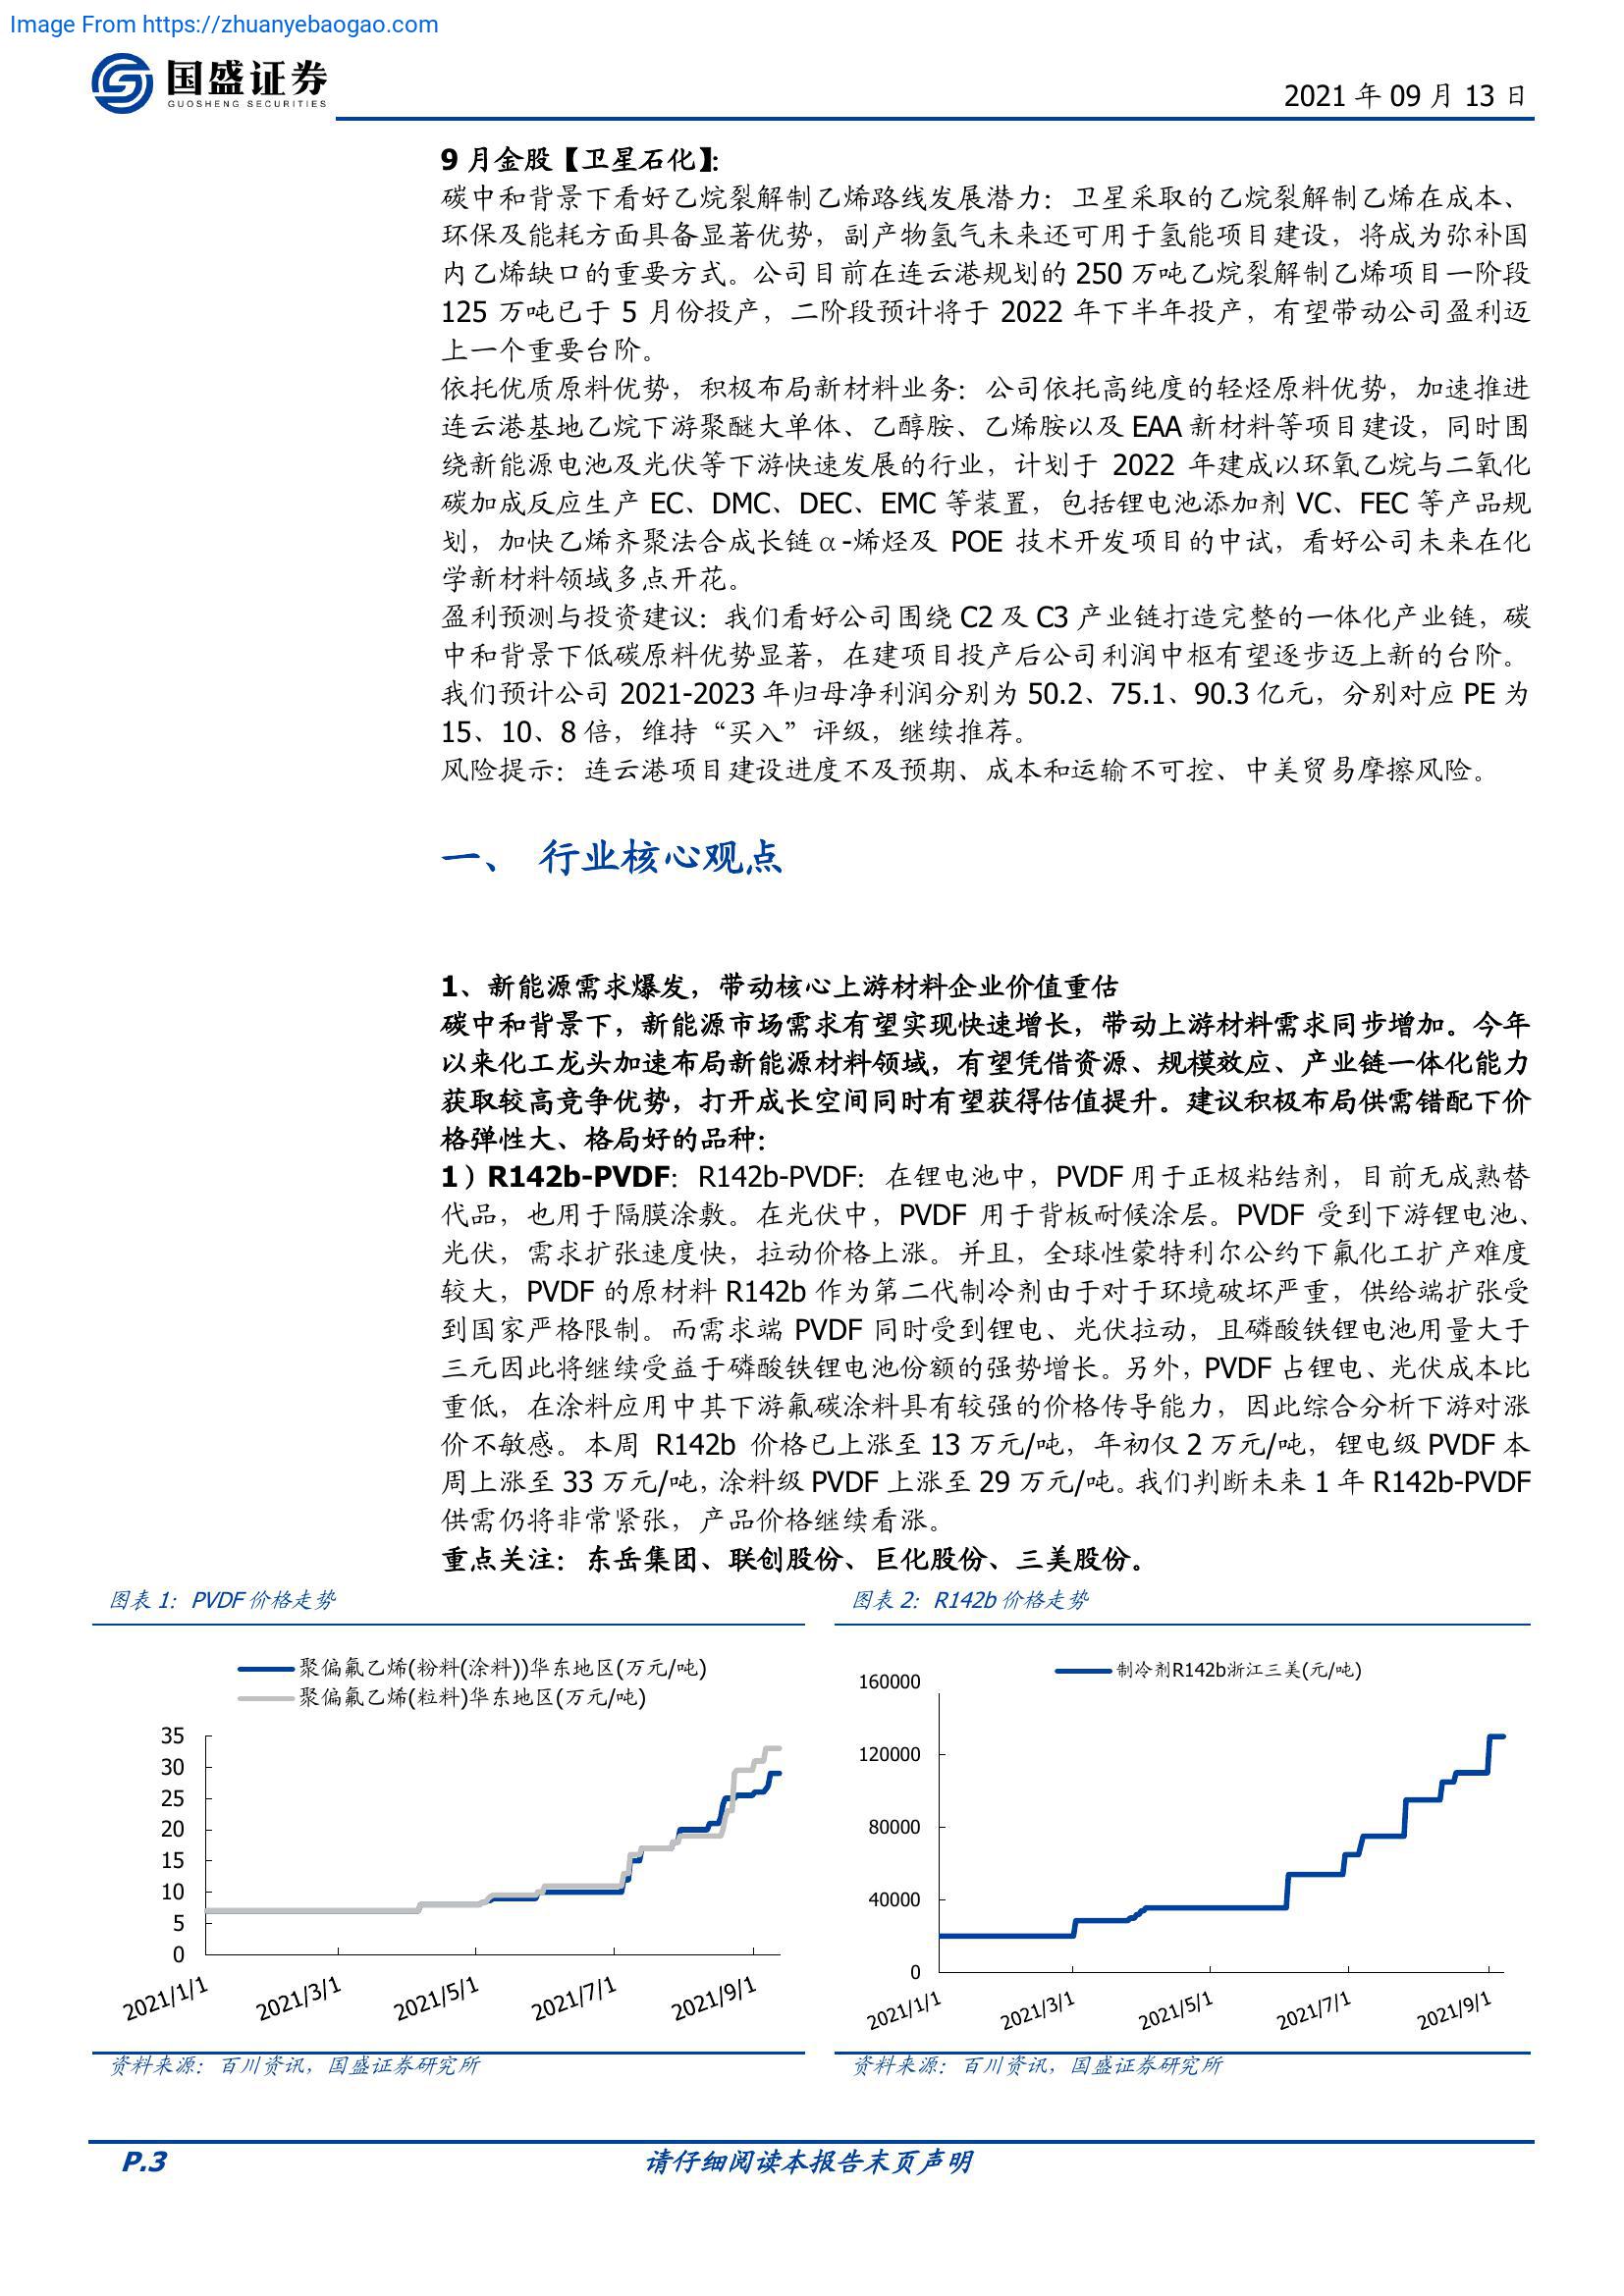 Image From https://zhuanyebaogao.com
国盛证券
GUOSHENG SECURITIES
2021 年 09 月 13 日
9 月金股【卫星石化】：
碳中和背景下看好乙烷裂解制乙烯路线发展潜力：卫星采取的乙烷裂解制乙烯在成本、
环保及能耗方面具备显著优势，副产物氢气未来还可用于氢能项目建设，将成为弥补国
内乙烯缺口的重要方式。公司目前在连云港规划的 250 万吨乙烷裂解制乙烯项目一阶段
125 万吨已于 5 月份投产，二阶段预计将于 2022 年下半年投产，有望带动公司盈利迈
上一个重要台阶。
依托优质原料优势，积极布局新材料业务：公司依托高纯度的轻烃原料优势，加速推进
连云港基地乙烷下游聚醚大单体、乙醇胺、乙烯胺以及 EAA 新材料等项目建设，同时围
绕新能源电池及光伏等下游快速发展的行业，计划于 2022 年建成以环氧乙烷与二氧化
碳加成反应生产 EC、DMC、DEC、EMC 等装置，包括锂电池添加剂 VC、FEC 等产品规
划，加快乙烯齐聚法合成长链α-烯烃及 POE 技术开发项目的中试，看好公司未来在化
学新材料领域多点开花。
盈利预测与投资建议：我们看好公司围绕 C2 及 C3 产业链打造完整的一体化产业链，碳
中和背景下低碳原料优势显著，在建项目投产后公司利润中枢有望逐步迈上新的台阶。
我们预计公司 2021-2023 年归母净利润分别为 50.2、75.1、90.3 亿元，分别对应 PE 为
15、10、8 倍，维持“买入”评级，继续推荐。
风险提示：连云港项目建设进度不及预期、成本和运输不可控、中美贸易摩擦风险。
一、 行业核心观点
1、新能源需求爆发，带动核心上游材料企业价值重估
碳中和背景下，新能源市场需求有望实现快速增长，带动上游材料需求同步增加。今年
以来化工龙头加速布局新能源材料领域，有望凭借资源、规模效应、产业链一体化能力
获取较高竞争优势，打开成长空间同时有望获得估值提升。建议积极布局供需错配下价
格弹性大、格局好的品种：
1）R142b-PVDF：R142b-PVDF：在锂电池中，PVDF 用于正极粘结剂，目前无成熟替
代品，也用于隔膜涂敷。在光伏中，PVDF 用于背板耐候涂层。PVDF 受到下游锂电池、
光伏，需求扩张速度快，拉动价格上涨。并且，全球性蒙特利尔公约下氟化工扩产难度
较大，PVDF 的原材料 R142b 作为第二代制冷剂由于对于环境破坏严重，供给端扩张受
到国家严格限制。而需求端 PVDF 同时受到锂电、光伏拉动，且磷酸铁锂电池用量大于
三元因此将继续受益于磷酸铁锂电池份额的强势增长。另外，PVDF 占锂电、光伏成本比
重低，在涂料应用中其下游氟碳涂料具有较强的价格传导能力，因此综合分析下游对涨
价不敏感。本周 R142b 价格已上涨至 13 万元/吨，年初仅 2 万元/吨，锂电级 PVDF 本
周上涨至 33 万元/吨，涂料级 PVDF 上涨至 29 万元/吨。我们判断未来 1 年 R142b-PVDF
供需仍将非常紧张，产品价格继续看涨。
重点关注：东岳集团、联创股份、巨化股份、三美股份。
图表 1：PVDF 价格走势
聚偏氟乙烯(粉料(涂料))华东地区(万元/吨)
聚偏氟乙烯(粒料)华东地区(万元/吨)
35
30
25
20
15
10
5
0
2021/1/1
2021/3/1
2021/5/1
2021/7/1
2021/9/1
资料来源：百川资讯，国盛证券研究所
图表 2：R142b 价格走势
制冷剂R142b浙江三美(元/吨)
160000
120000
80000
40000
0
2021/1/1
2021/3/1
2021/5/1
2021/7/1
2021/9/1
资料来源：百川资讯，国盛证券研究所
P.3
请仔细阅读本报告末页声明